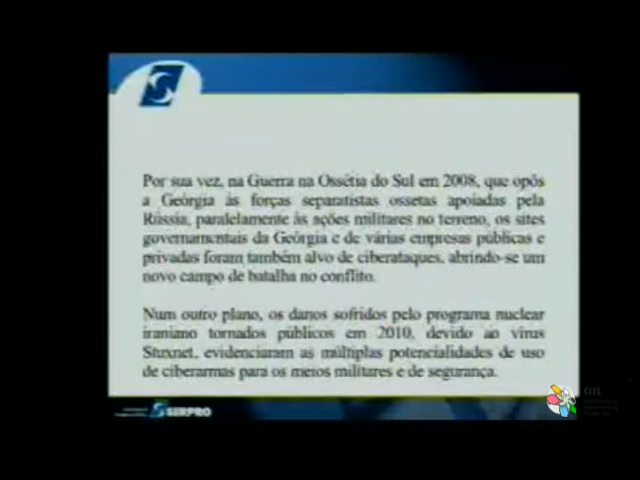 Por sua vez, na Guerra na Ossétia do Sul em 2008, que opôs
a Geórgia às forças separatistas ossetas apoiadas pela
Rússia, paralelamente às ações militares no terreno, os sites
governamentais da Geórgia e de várias empresas públicas e
privadas foram também alvo de ciberataques, abrindo-se um
novo campo de batalha no conflito.
Num outro plano, os danos sofridos pelo programa nuclear
iraniano tornados públicos em 2010, devido ao vírus
Stuxnet, evidenciaram as múltiplas potencialidades de uso
de ciberarmas para os meios militares e de segurança.
SERPRO